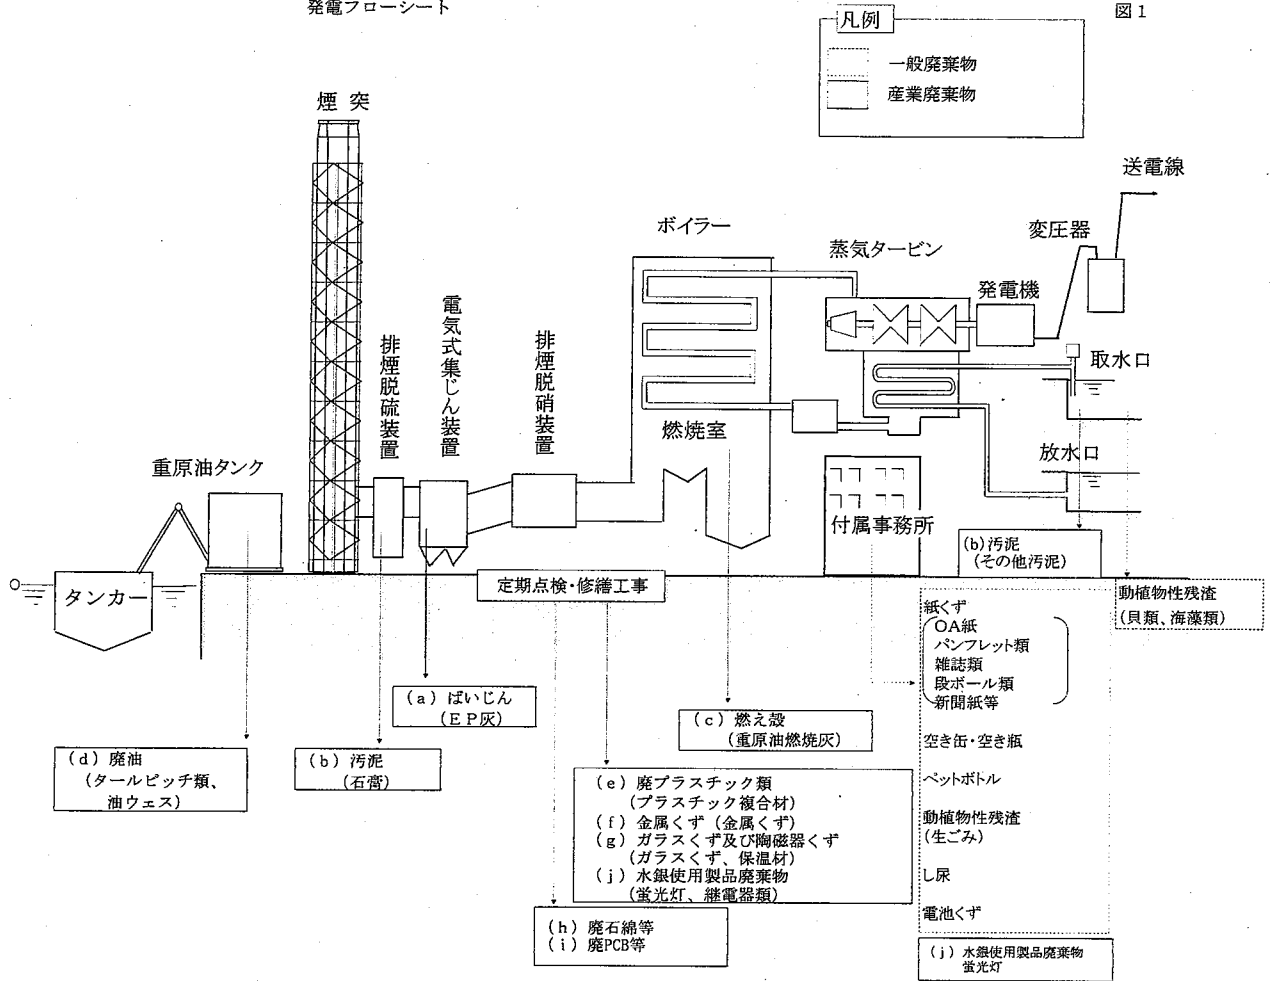 発電フローシート
図1
凡例
一般廃棄物
産業廃棄物
煙突
送電線
ボイラー
変圧器
蒸気タービン
発電機
電気式集じん装置
排煙脱硝装置
排煙脱硫装置
取水口
燃焼室
放水口
重原油タンク
付属事務所
(b)汚泥
(その他汚泥)
タンカー
定期点検・修繕工事
動植物性残渣
(貝類、海藻類)
紙くず
OA紙
パンフレット類
雑誌類
段ボール類
新聞紙等
(a) ばいじん
(EP灰)
(c) 燃え殻
(重原油燃焼灰)
(d) 廃油
(タールピッチ類、
油ウェス)
(b) 汚泥
(石膏)
空き缶・空き瓶
(e) 廃プラスチック類
(プラスチック複合材)
(f) 金属くず (金属くず)
(g) ガラスくず及び陶磁器くず
(ガラスくず、保温材)
(j) 水銀使用製品廃棄物
(蛍光灯、継電器類)
ペットボトル
動植物性残渣
(生ごみ)
し尿
電池くず
(h) 廃石綿等
(i) 廃PCB等
(j) 水銀使用製品廃棄物
蛍光灯